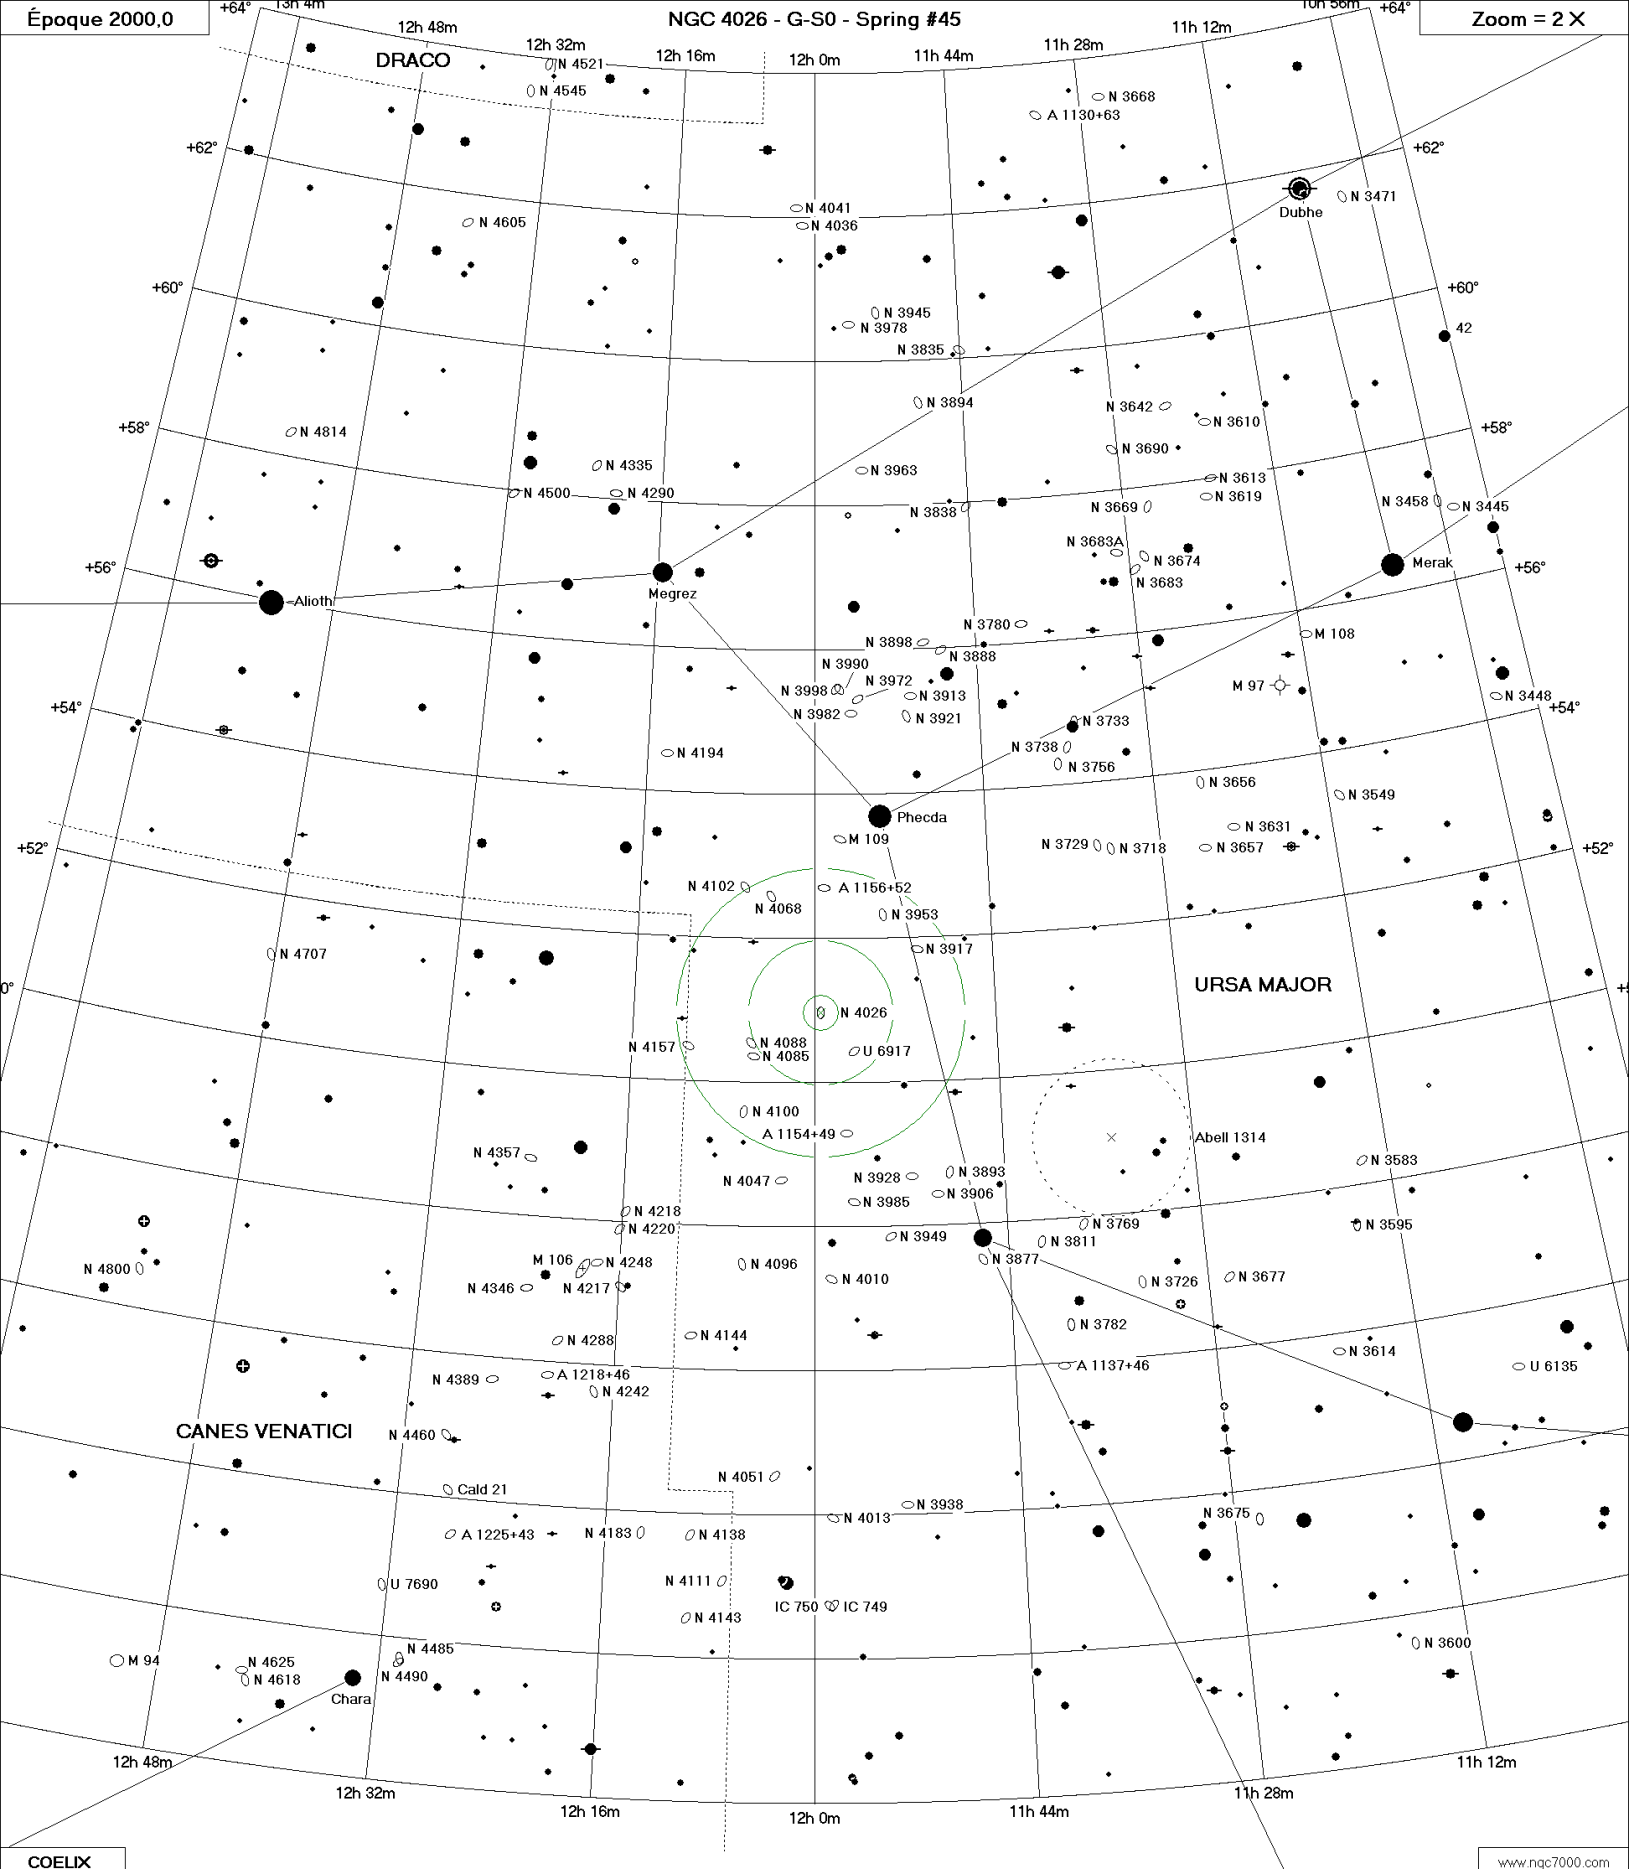 Époque 2000,0
NGC 4026 - G-S0 - Spring #45
Zoom = 2 X
+64°
13h 4m
12h 48m
12h 32m
12h 16m
12h 0m
11h 44m
11h 28m
11h 12m
10h 56m
+64°
DRACO
N 4521
N 4545
N 3668
A 1130+63
+62°
+62°
N 3471
Dubhe
N 4041
N 4605
N 4036
+60°
+60°
N 3945
N 3978
42
N 3835
N 3894
N 3642
N 3610
+58°
N 4814
+58°
N 3690
N 4335
N 3963
N 3613
N 4500
N 4290
N 3619
N 3838
N 3669
N 3458
N 3445
N 3683A
N 3674
Merak
+56°
+56°
N 3683
Megrez
Alioth
N 3780
M 108
N 3898
N 3888
N 3990
N 3972
M 97
N 3998
N 3913
N 3448
+54°
+54°
N 3982
N 3921
N 3733
N 3738
N 4194
N 3756
N 3656
N 3549
Phecda
N 3631
M 109
N 3729
N 3718
N 3657
+52°
+52°
N 4102
A 1156+52
N 4068
N 3953
N 3917
N 4707
URSA MAJOR
0°
+5
N 4026
N 4157
N 4088
N 4085
U 6917
N 4100
A 1154+49
Abell 1314
N 4357
N 3583
N 4047
N 3928
N 3893
N 3906
N 3985
N 4218
N 4220
N 3769
N 3595
N 3949
N 3811
N 3877
M 106
N 4248
N 4096
N 4800
N 4010
N 3726
N 3677
N 4346
N 4217
N 3782
N 4288
N 4144
N 3614
A 1137+46
U 6135
N 4389
A 1218+46
N 4242
CANES VENATICI
N 4460
N 4051
Cald 21
N 3938
N 4013
N 3675
A 1225+43
N 4183
N 4138
U 7690
N 4111
IC 750
IC 749
N 4143
N 3600
N 4485
M 94
N 4625
N 4490
N 4618
Chara
12h 48m
12h 32m
12h 16m
12h 0m
11h 44m
11h 28m
11h 12m
COELIX
www.ngc7000.com